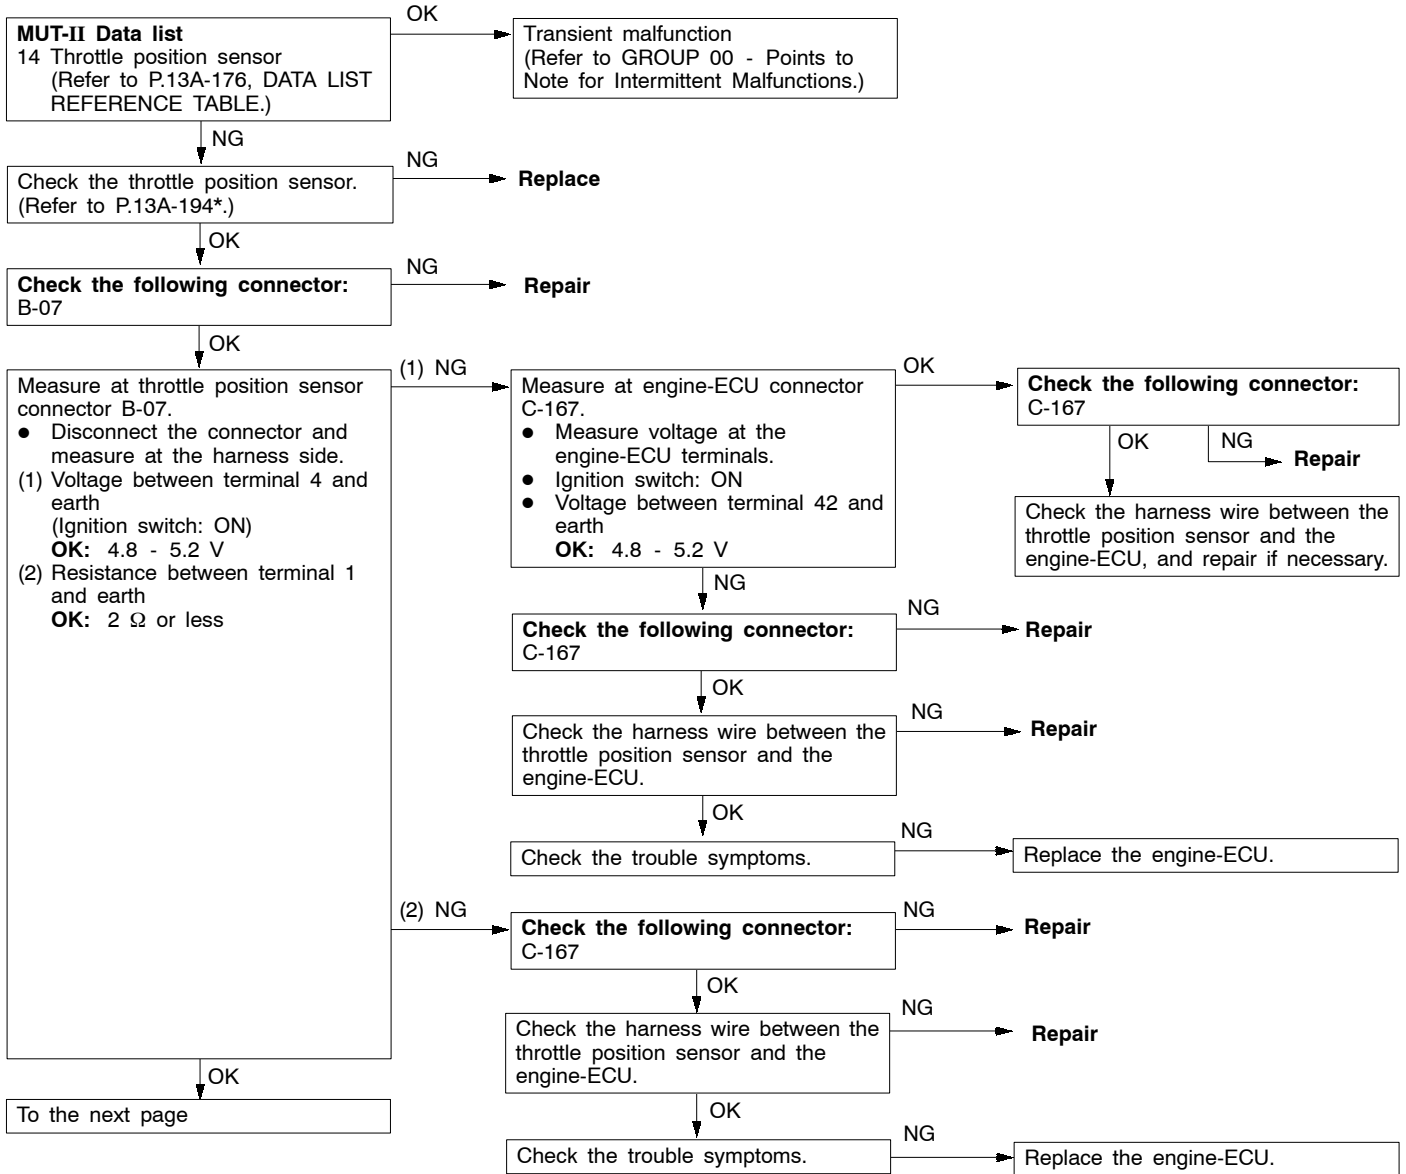 MUT-II Data list
14 Throttle position sensor
(Refer to P.13A-176, DATA LIST
REFERENCE TABLE.)
OK
Transient malfunction
(Refer to GROUP 00 - Points to
Note for Intermittent Malfunctions.)
NG
Check the throttle position sensor.
(Refer to P.13A-194*.)
NG
Replace
OK
Check the following connector:
B-07
NG
Repair
OK
Measure at throttle position sensor
connector B-07.
● Disconnect the connector and
measure at the harness side.
(1) Voltage between terminal 4 and
earth
(Ignition switch: ON)
OK: 4.8 - 5.2 V
(2) Resistance between terminal 1
and earth
OK: 2 Ω or less
(1) NG
Measure at engine-ECU connector
C-167.
● Measure voltage at the
engine-ECU terminals.
● Ignition switch: ON
● Voltage between terminal 42 and
earth
OK: 4.8 - 5.2 V
OK
Check the following connector:
C-167
OK
NG
Repair
Check the harness wire between the
throttle position sensor and the
engine-ECU, and repair if necessary.
NG
Check the following connector:
C-167
NG
Repair
OK
Check the harness wire between the
throttle position sensor and the
engine-ECU.
NG
Repair
OK
Check the trouble symptoms.
NG
Replace the engine-ECU.
(2) NG
Check the following connector:
C-167
NG
Repair
OK
Check the harness wire between the
throttle position sensor and the
engine-ECU.
NG
Repair
OK
Check the trouble symptoms.
NG
Replace the engine-ECU.
OK
To the next page